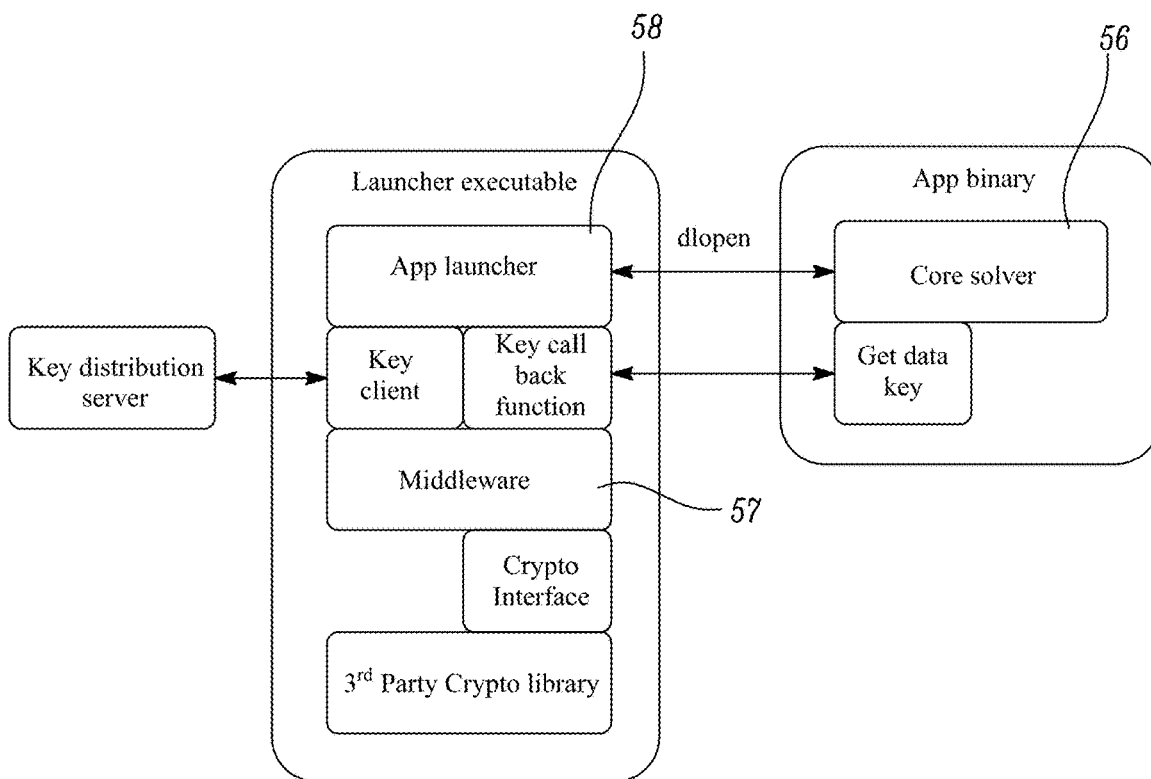 58
56
Launcher executable
App binary
App launcher
dlopen
Core solver
Key distribution
server
Key
client
Key call
back
function
Get data
key
Middleware
57
Crypto
Interface
3rd Party Crypto library